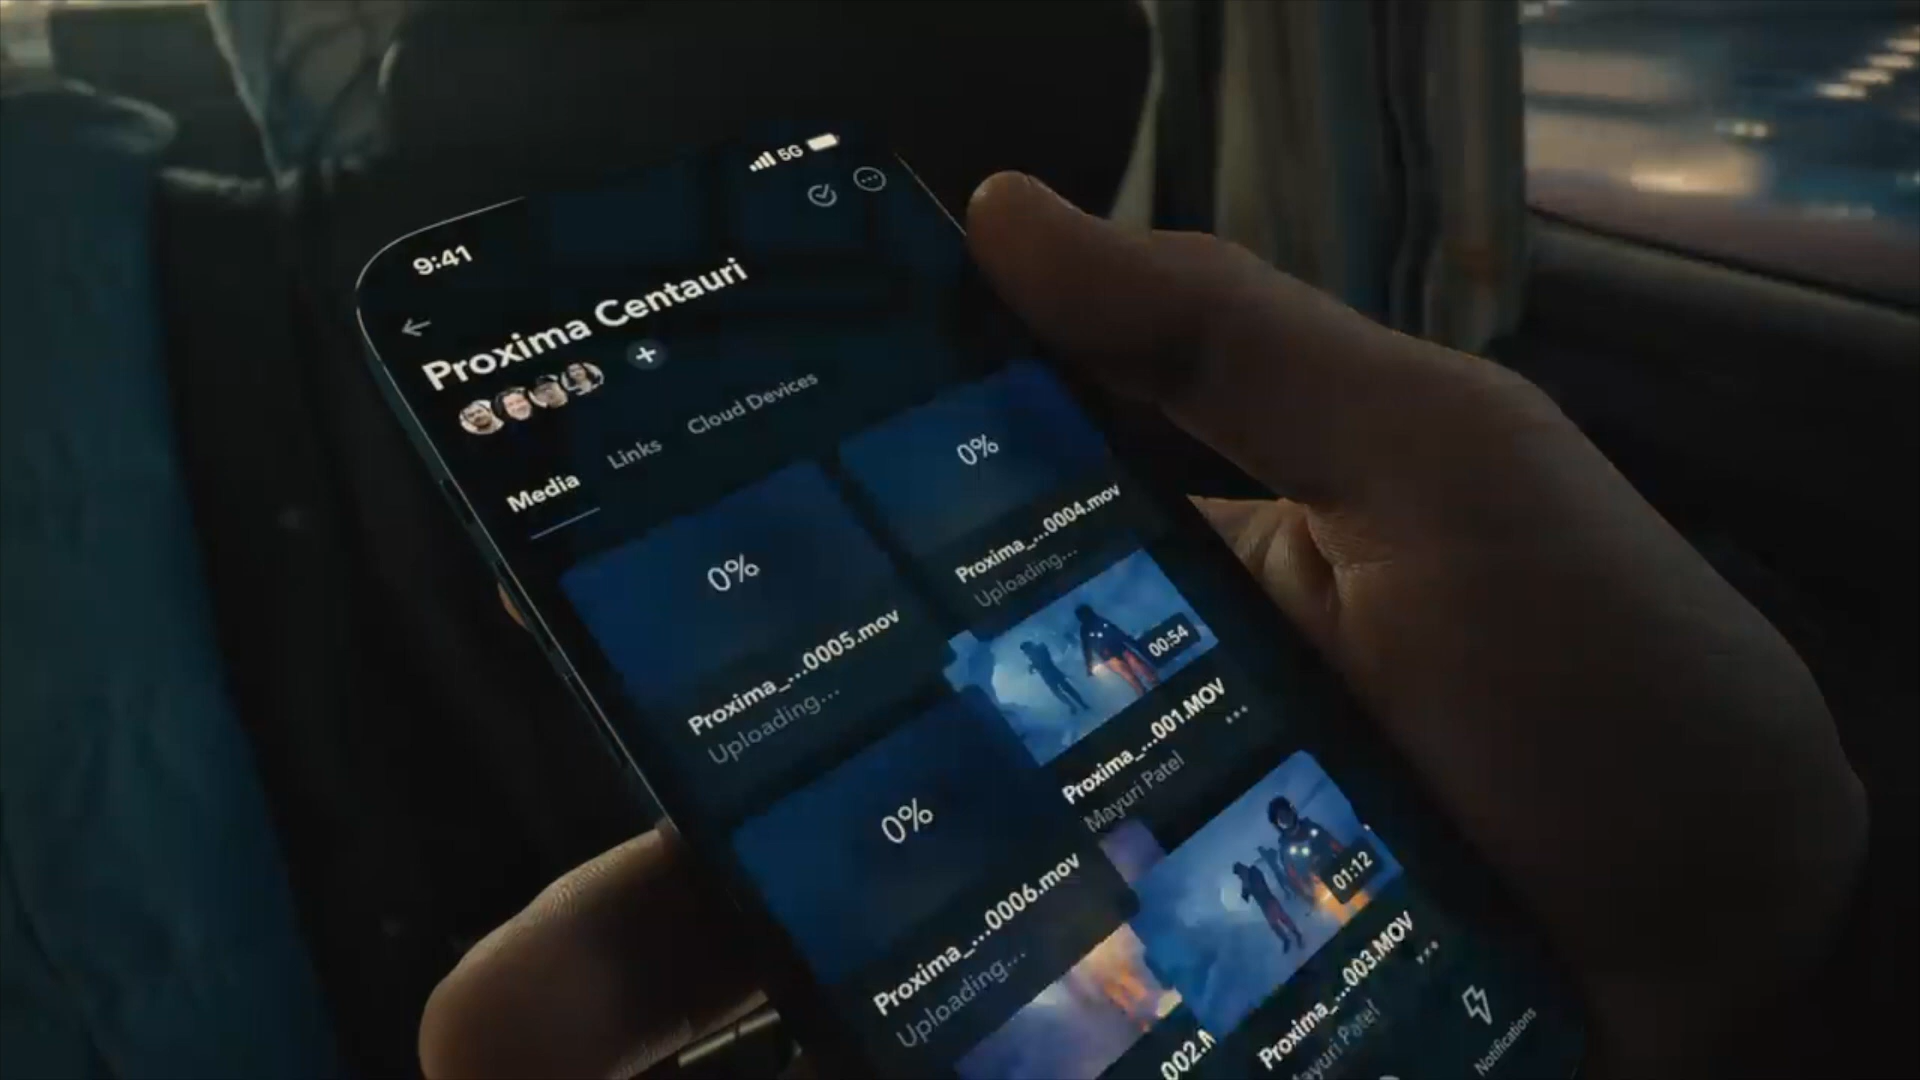 9:41
5G
Proxima Centauri
+
Media
Links
Cloud Devices
0%
Proxima_...0005.mov
Uploading...
0%
Proxima_...0004.mov
Uploading...
0%
Proxima_...0006.mov
Uploading...
00:54
Proxima_...001.MOV
Mayuri Patel
01:12
Proxima_...003.MOV
Patel
Notifications